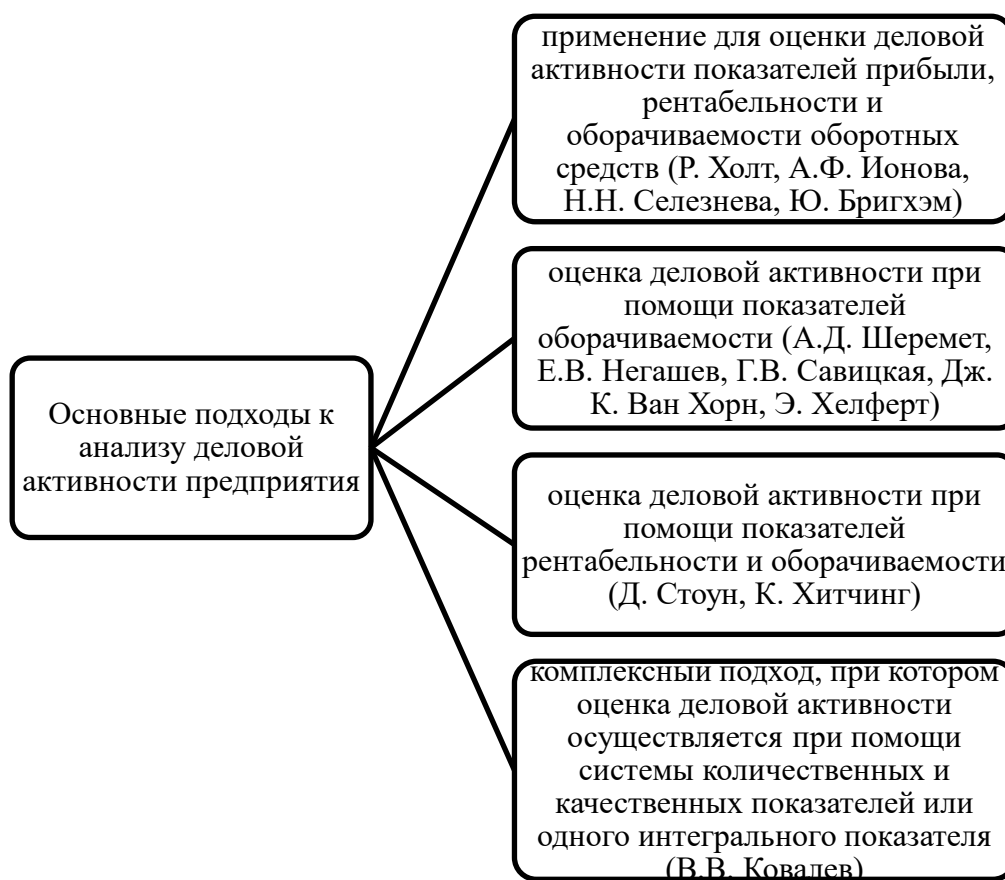 Основные подходы к
анализу деловой
активности предприятия
применение для оценки деловой
активности показателей прибыли,
рентабельности и
оборачиваемости оборотных
средств (Р. Холт, А.Ф. Ионова,
Н.Н. Селезнева, Ю. Бригхэм)
оценка деловой активности при
помощи показателей
оборачиваемости (А.Д. Шеремет,
Е.В. Негашев, Г.В. Савицкая, Дж.
К. Ван Хорн, Э. Хелферт)
оценка деловой активности при
помощи показателей
рентабельности и оборачиваемости
(Д. Стоун, К. Хитчинг)
комплексный подход, при котором
оценка деловой активности
осуществляется при помощи
системы количественных и
качественных показателей или
одного интегрального показателя
(В.В. Ковалев)